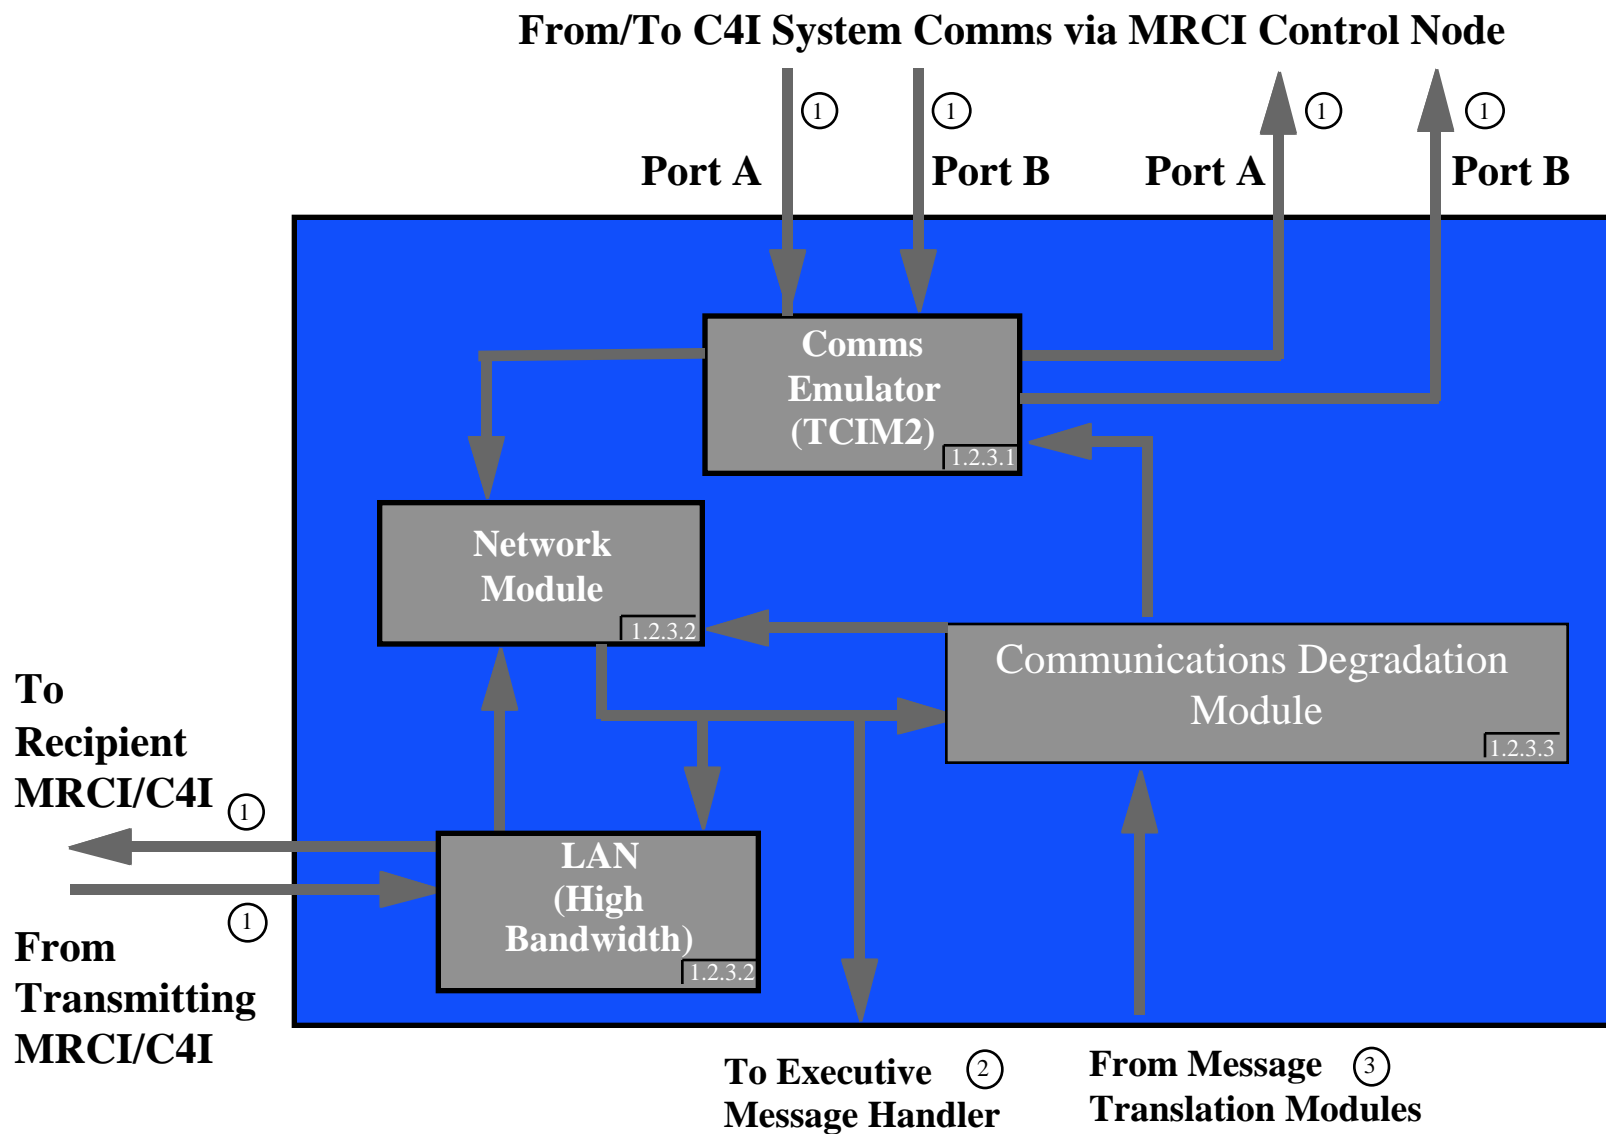 From/To C4I System Comms via MRCI Control Node
1
1
1
1
Port A
Port B
Port A
Port B
Comms
Emulator
(TCIM2)
1.2.3.1
Network
Module
1.2.3.2
Communications Degradation
Module
1.2.3.3
To
Recipient
MRCI/C4I
1
LAN
(High
Bandwidth)
1.2.3.2
1
From
Transmitting
MRCI/C4I
To Executive 2
Message Handler
From Message 3
Translation Modules